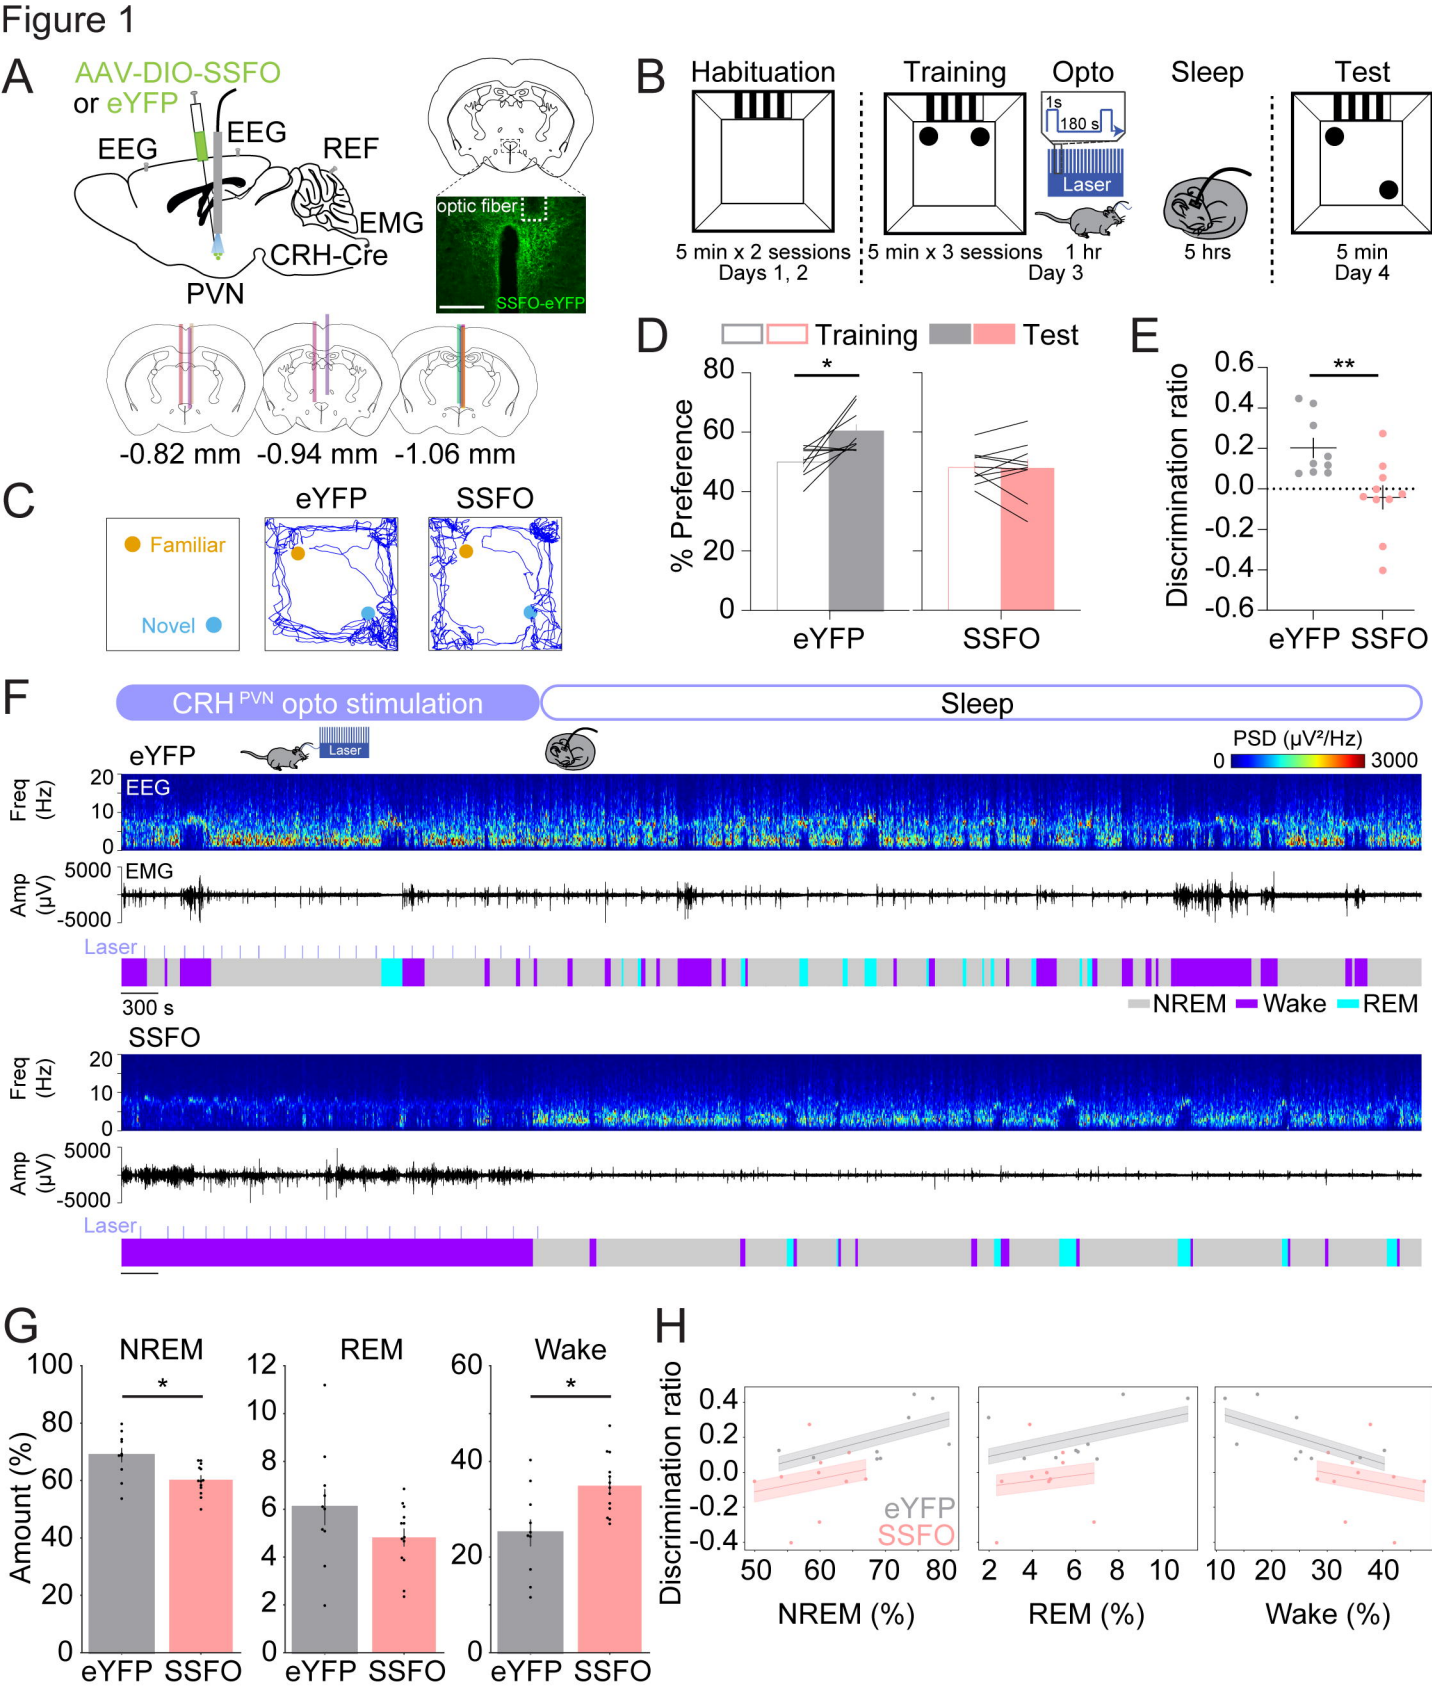 Figure 1
A
AAV-DIO-SSFO
or eYFP
EEG
EEG
REF
EMG
CRH-Cre
PVN
optic fiber
SSFO-eYFP
-0.82 mm
-0.94 mm
-1.06 mm
B
Habituation
Training
Opto
Sleep
Test
1s
180 s
Laser
5 min x 2 sessions
Days 1, 2
5 min x 3 sessions
1 hr
Day 3
5 hrs
5 min
Day 4
C
eYFP
SSFO
Familiar
Novel
D
Training
Test
% Preference
80
60
40
20
0
*
eYFP
SSFO
E
Discrimination ratio
0.6
0.4
0.2
0.0
-0.2
-0.4
-0.6
**
eYFP
SSFO
F
CRH PVN opto stimulation
Sleep
eYFP
Laser
PSD (µV²/Hz)
0
3000
Freq
(Hz)
20
10
0
EEG
Amp
(µV)
5000
-5000
EMG
Laser
300 s
NREM
Wake
REM
SSFO
Freq
(Hz)
20
10
0
Amp
(µV)
5000
-5000
Laser
G
NREM
REM
Wake
Amount (%)
100
80
60
40
20
0
*
eYFP
SSFO
12
10
8
6
4
2
0
eYFP
SSFO
60
40
20
0
*
eYFP
SSFO
H
Discrimination ratio
0.4
0.2
0.0
-0.2
-0.4
eYFP
SSFO
50 60 70 80
NREM (%)
2 4 6 8 10
REM (%)
10 20 30 40
Wake (%)